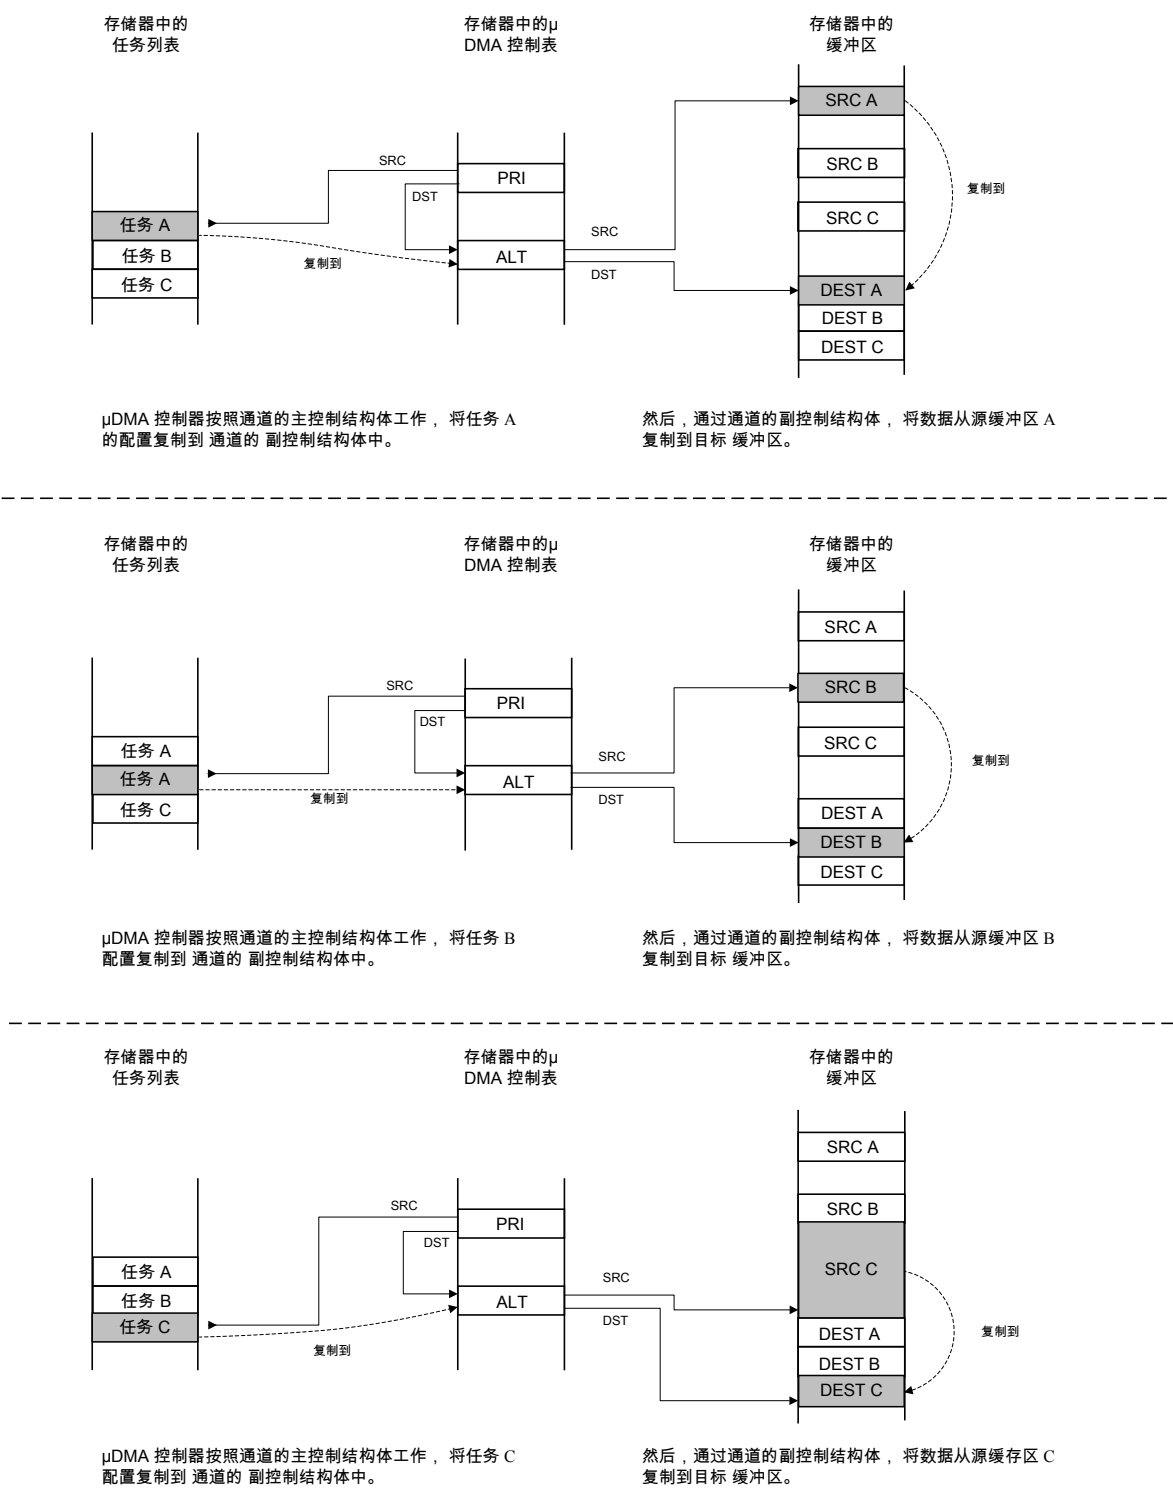 存储器中的
任务列表
存储器中的μ
DMA 控制表
存储器中的
缓冲区
SRC A
SRC
SRC B
PRI
复制到
DST
SRC C
任务 A
SRC
任务 B
复制到
ALT
DST
任务 C
DEST A
DEST B
DEST C
μDMA 控制器按照通道的主控制结构体工作 ， 将任务 A
的配置复制到 通道的 副控制结构体中。
然后 ，通过通道的副控制结构体 ， 将数据从源缓冲区 A
复制到目标 缓冲区。
存储器中的
任务列表
存储器中的μ
DMA 控制表
存储器中的
缓冲区
SRC A
SRC
SRC B
PRI
DST
任务 A
SRC C
SRC
复制到
任务 A
ALT
复制到
DST
任务 C
DEST A
DEST B
DEST C
μDMA 控制器按照通道的主控制结构体工作 ， 将任务 B
配置复制到 通道的 副控制结构体中。
然后 ，通过通道的副控制结构体 ， 将数据从源缓冲区 B
复制到目标 缓冲区。
存储器中的
任务列表
存储器中的μ
DMA 控制表
存储器中的
缓冲区
SRC A
SRC
SRC B
PRI
DST
任务 A
SRC C
SRC
任务 B
ALT
DST
任务 C
复制到
DEST A
复制到
DEST B
DEST C
μDMA 控制器按照通道的主控制结构体工作 ， 将任务 C
配置复制到 通道的 副控制结构体中。
然后 ，通过通道的副控制结构体 ， 将数据从源缓存区 C
复制到目标 缓冲区。